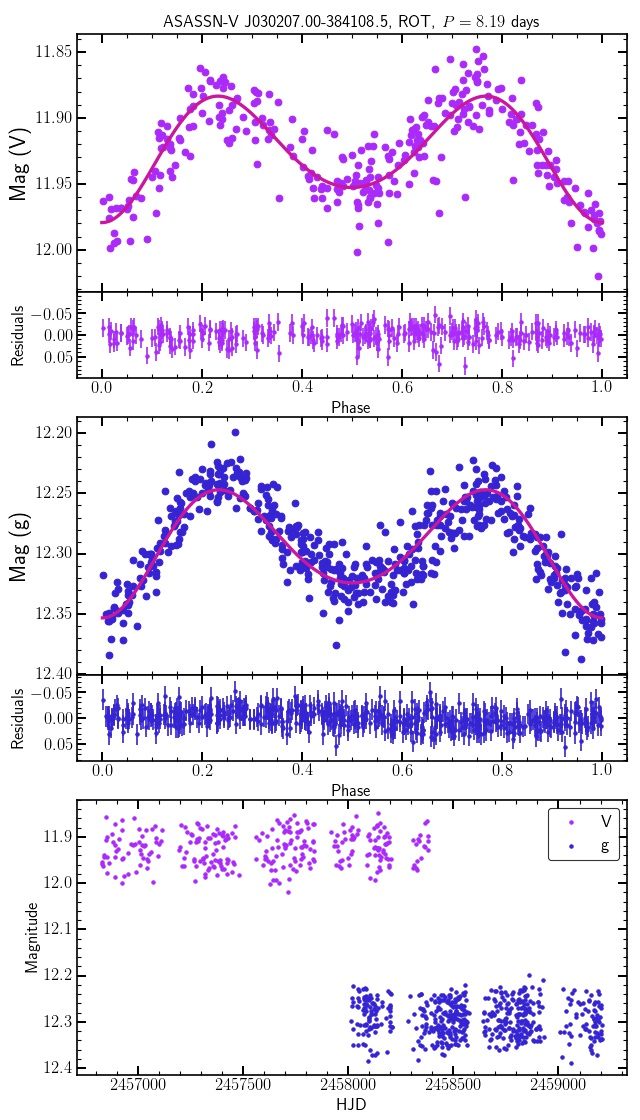 ASASSN-V J030207.00-384108.5, ROT, P = 8.19 days
11.85
11.90
11.95
12.00
Mag (V)
−0.05
0.00
0.05
Residuals
0.0 0.2 0.4 0.6 0.8 1.0
Phase
12.20
12.25
12.30
12.35
12.40
Mag (g)
−0.05
0.00
0.05
Residuals
0.0 0.2 0.4 0.6 0.8 1.0
Phase
V
g
11.9
12.0
12.1
12.2
12.3
12.4
Magnitude
2457000 2457500 2458000 2458500 2459000
HJD